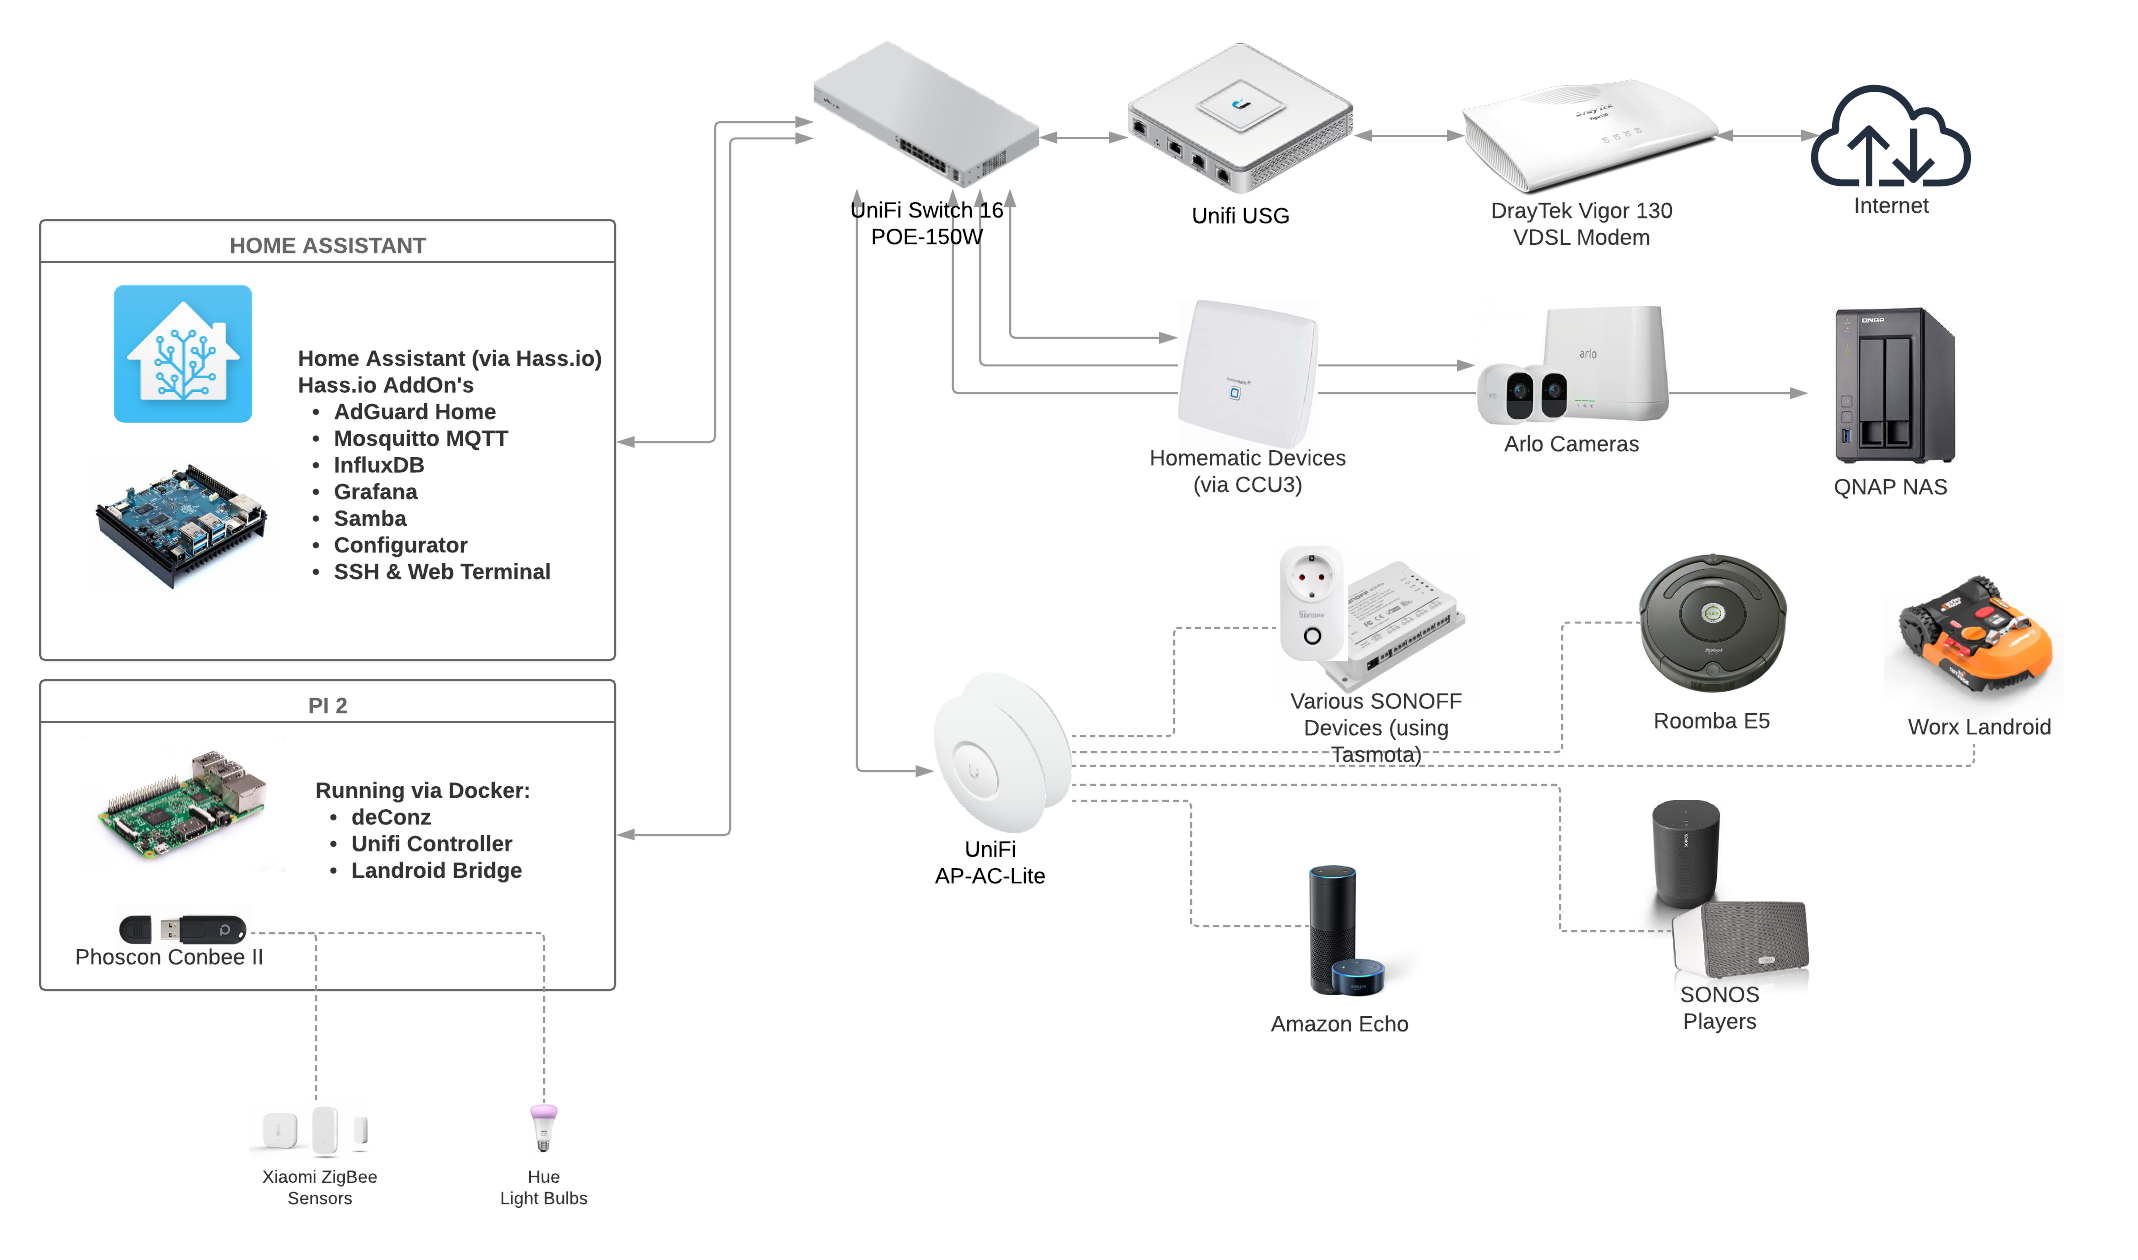 UniFi Switch 16
POE-150W
Unifi USG
DrayTek Vigor 130
VDSL Modem
Internet
HOME ASSISTANT
Home Assistant (via Hass.io)
Hass.io AddOn's
• AdGuard Home
• Mosquitto MQTT
• InfluxDB
• Grafana
• Samba
• Configurator
• SSH & Web Terminal
arlo
QNAP
Homematic Devices
(via CCU3)
Arlo Cameras
QNAP NAS
Various SONOFF
Devices (using
Tasmota)
Roomba E5
Worx Landroid
PI 2
Running via Docker:
• deConz
• Unifi Controller
• Landroid Bridge
Phoscon Conbee II
UniFi
AP-AC-Lite
Amazon Echo
SONOS
Players
Xiaomi ZigBee
Sensors
Hue
Light Bulbs